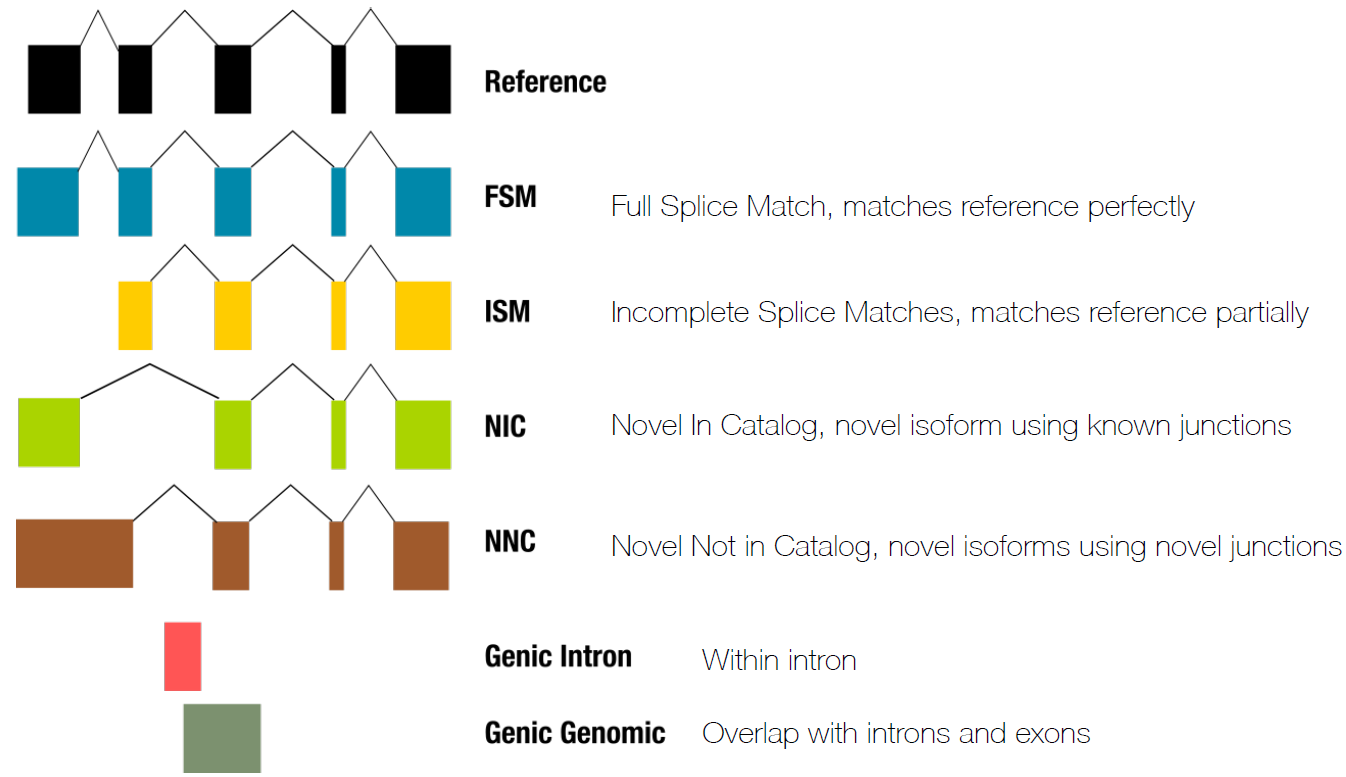 Reference
FSM Full Splice Match, matches reference perfectly
ISM Incomplete Splice Matches, matches reference partially
NIC Novel In Catalog, novel isoform using known junctions
NNC Novel Not in Catalog, novel isoforms using novel junctions
Genic Intron Within intron
Genic Genomic Overlap with introns and exons